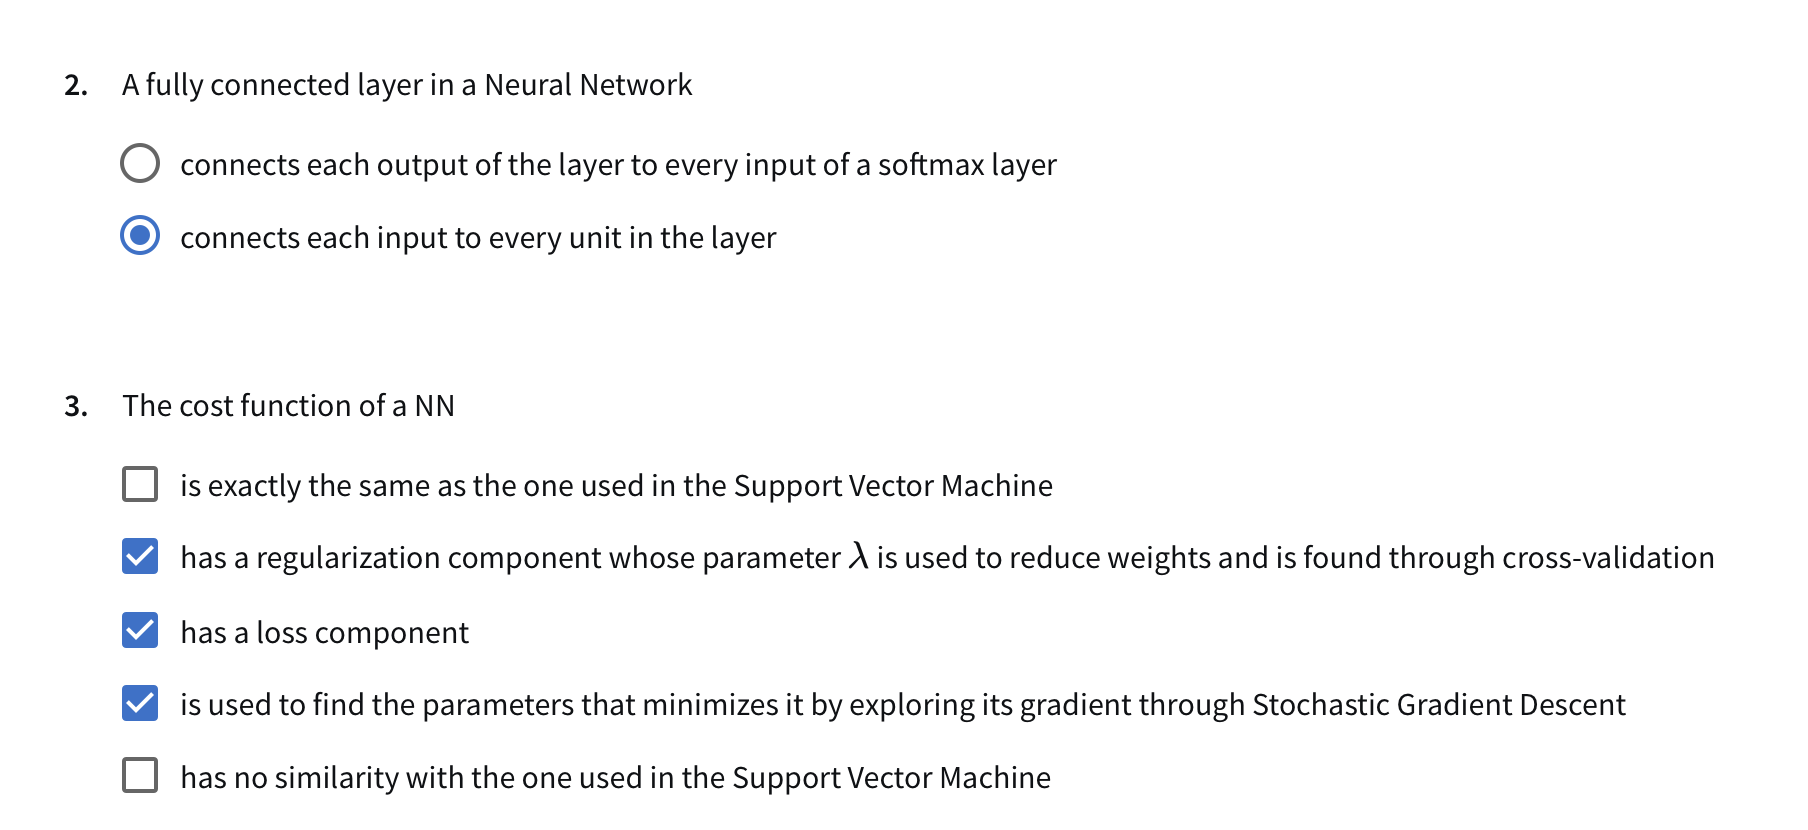 2. A fully connected layer in a Neural Network
connects each output of the layer to every input of a softmax layer
connects each input to every unit in the layer
3. The cost function of a NN
is exactly the same as the one used in the Support Vector Machine
has a regularization component whose parameter λ is used to reduce weights and is found through cross-validation
has a loss component
is used to find the parameters that minimizes it by exploring its gradient through Stochastic Gradient Descent
has no similarity with the one used in the Support Vector Machine